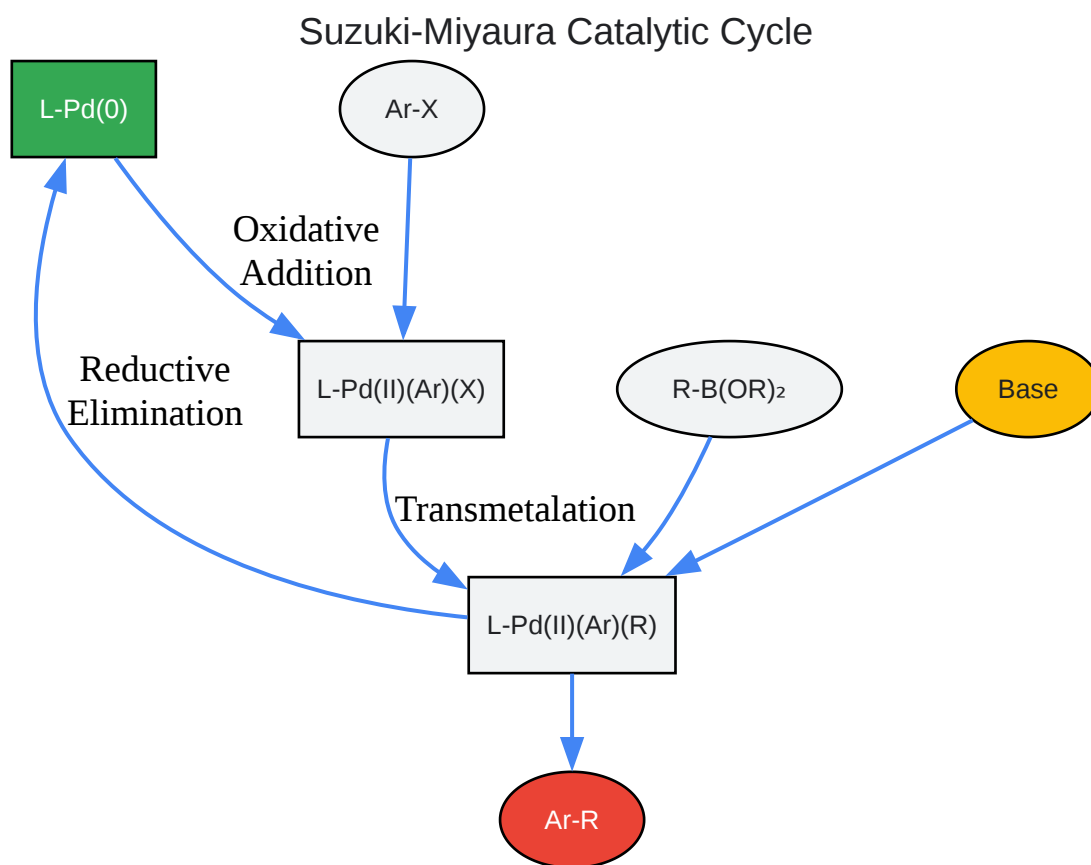 Suzuki-Miyaura Catalytic Cycle
L-Pd(0)
Ar-X
Oxidative
Addition
Reductive
Elimination
L-Pd(II)(Ar)(X)
R-B(OR)₂
Base
Transmetalation
L-Pd(II)(Ar)(R)
Ar-R